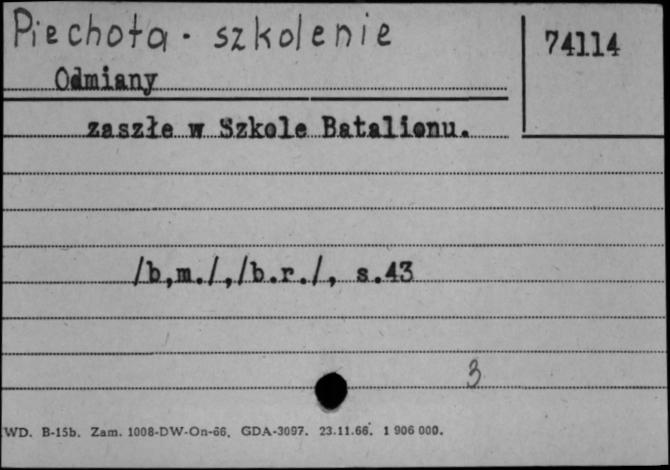 Piechota - szkolenie
74114
Odmiany
zaszłe w Szkole Batalionu.
/b,m./,/b.r./, s.43
3
WD. B-15b. Zam. 1008-DW-On-66. GDA-3097. 23.11.66. 1 906 000.